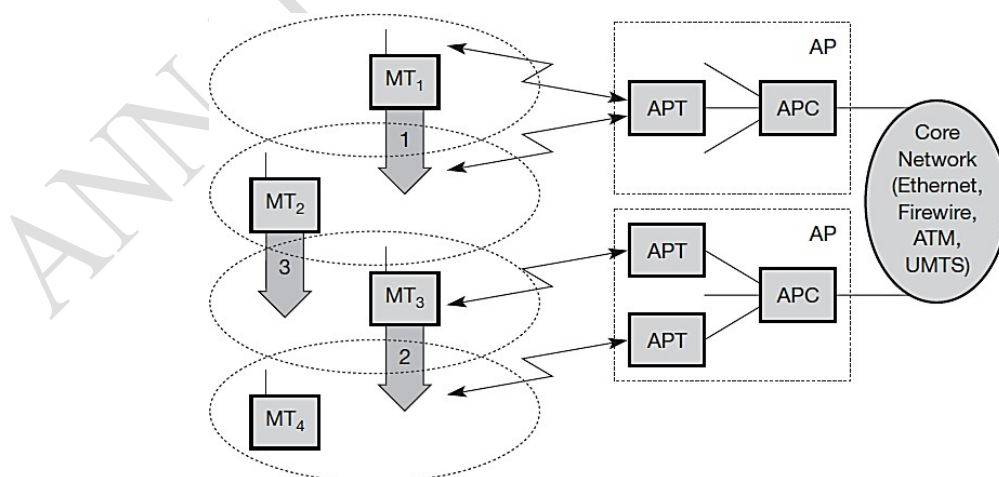 MT1
1
MT2
3
MT3
2
MT4
AP
APT
APC
AP
APT
APT
APC
Core
Network
(Ethernet,
Firewire,
ATM,
UMTS)
ANN